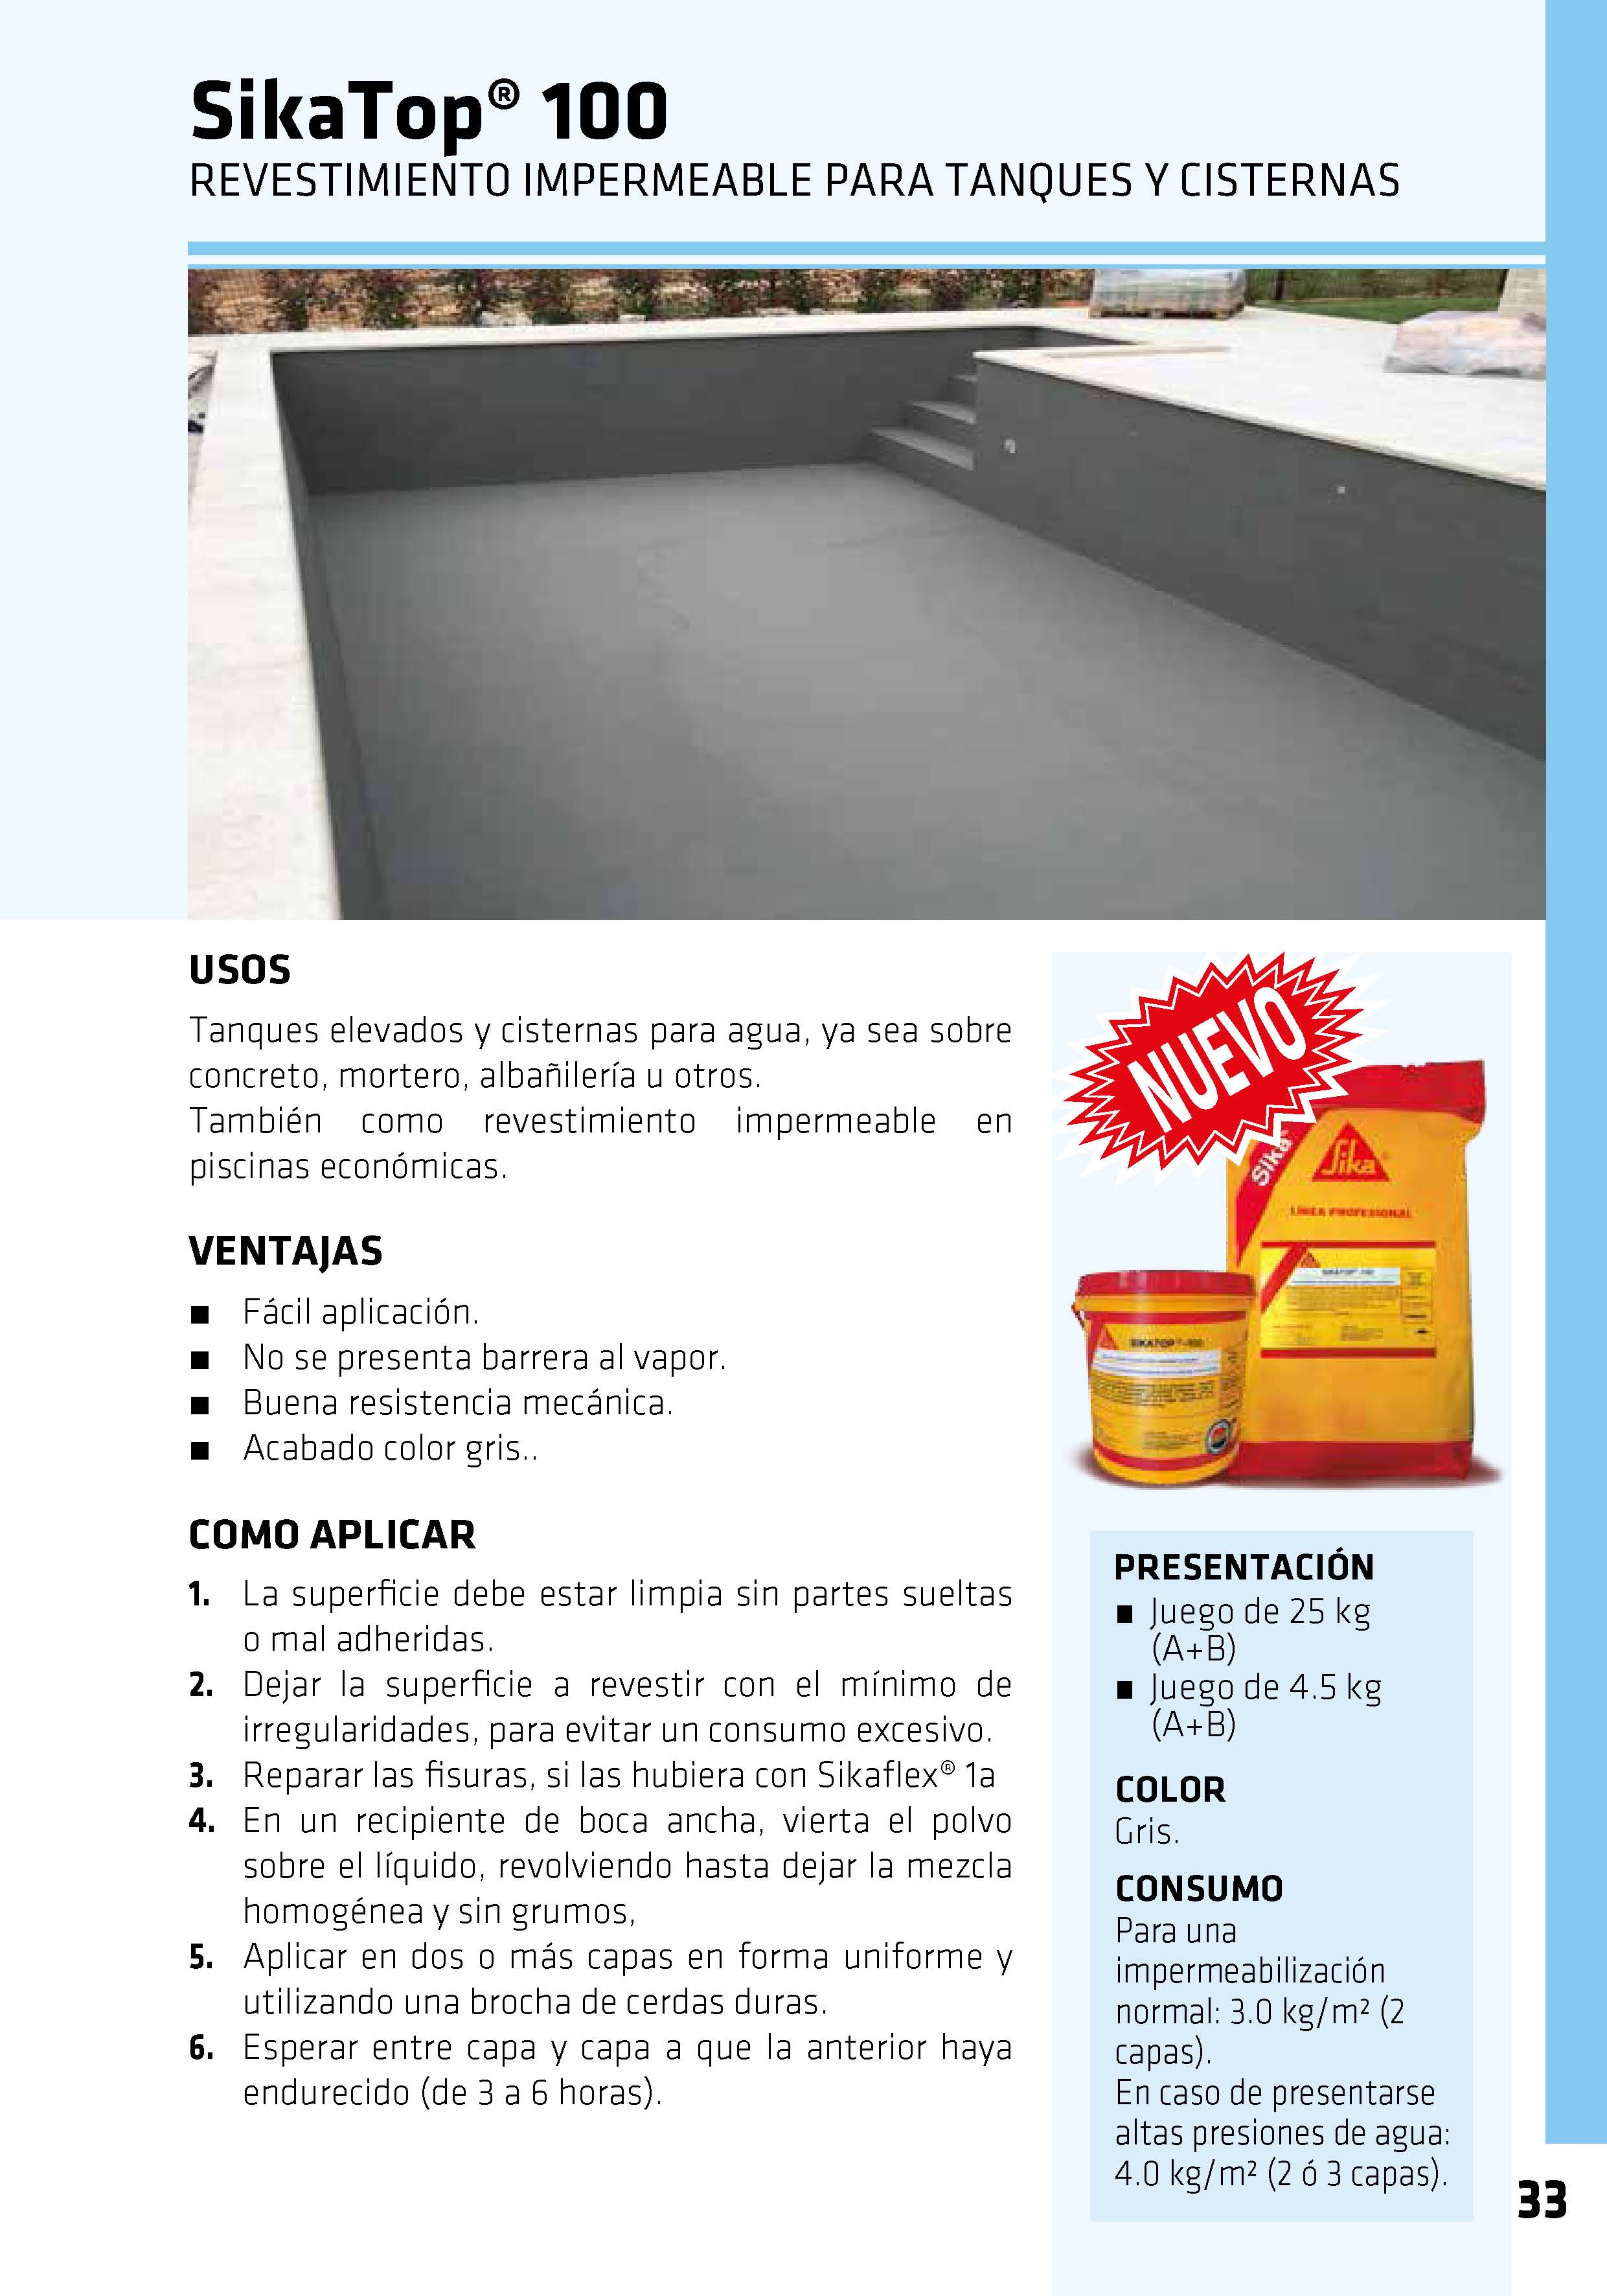 SikaTop® 100
REVESTIMIENTO IMPERMEABLE PARA TANQUES Y CISTERNAS
USOS
Tanques elevados y cisternas para agua, ya sea sobre
concreto, mortero, albañilería u otros.
También como revestimiento impermeable en
piscinas económicas.
VENTAJAS
■ Fácil aplicación.
■ No se presenta barrera al vapor.
■ Buena resistencia mecánica.
■ Acabado color gris..
COMO APLICAR
1. La superficie debe estar limpia sin partes sueltas
o mal adheridas.
2. Dejar la superficie a revestir con el mínimo de
irregularidades, para evitar un consumo excesivo.
3. Reparar las fisuras, si las hubiera con Sikaflex® 1a
4. En un recipiente de boca ancha, vierta el polvo
sobre el líquido, revolviendo hasta dejar la mezcla
homogénea y sin grumos,
5. Aplicar en dos o más capas en forma uniforme y
utilizando una brocha de cerdas duras.
6. Esperar entre capa y capa a que la anterior haya
endurecido (de 3 a 6 horas).
NUEVO
Sika
Sika
LÍNEA PROFESIONAL
SIKATOP®-100
SIKATOP®-100
PRESENTACIÓN
■ Juego de 25 kg
(A+B)
■ Juego de 4.5 kg
(A+B)
COLOR
Gris.
CONSUMO
Para una
impermeabilización
normal: 3.0 kg/m² (2
capas).
En caso de presentarse
altas presiones de agua:
4.0 kg/m² (2 ó 3 capas).
33